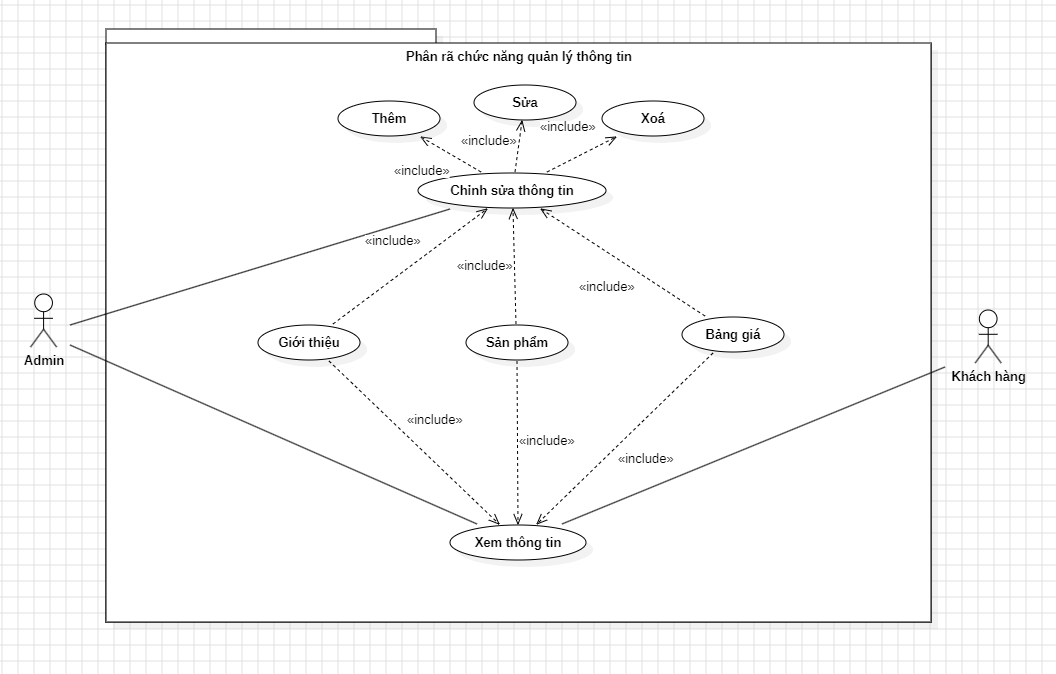 Phân rã chức năng quản lý thông tin
Sửa
Thêm
Xoá
«include»
«include»
«include»
Chỉnh sửa thông tin
«include»
«include»
«include»
Giới thiệu
Sản phẩm
Bảng giá
Admin
Khách hàng
«include»
«include»
«include»
Xem thông tin